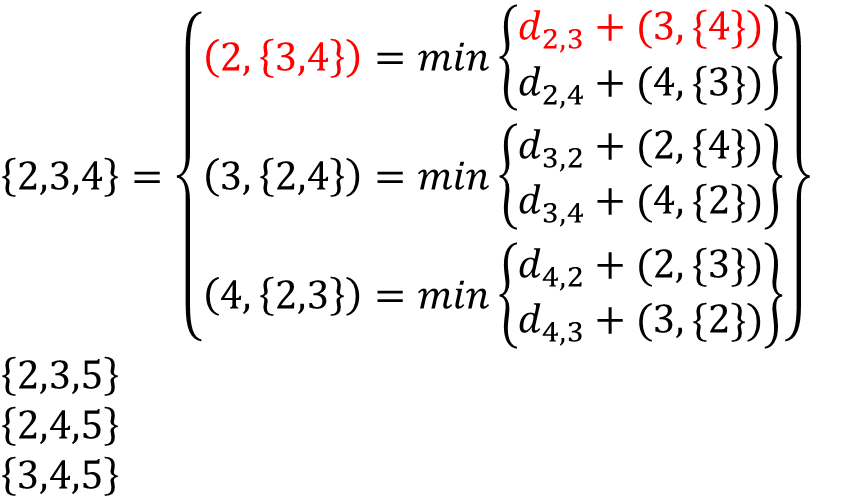 (2, {3,4}) = min { d2,3 + (3, {4})
d2,4 + (4, {3}) }
{2,3,4} = { (3, {2,4}) = min { d3,2 + (2, {4})
d3,4 + (4, {2}) } }
(4, {2,3}) = min { d4,2 + (2, {3})
d4,3 + (3, {2}) }
{2,3,5}
{2,4,5}
{3,4,5}